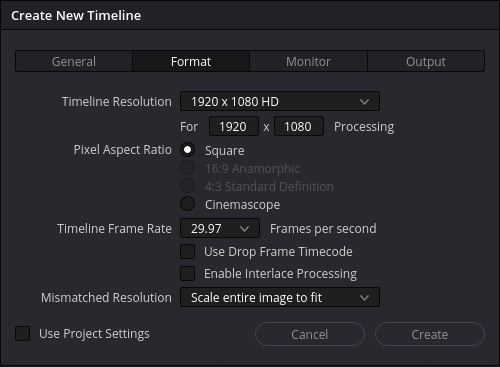 Create New Timeline
General Format Monitor Output
Timeline Resolution 1920 x 1080 HD
For 1920 x 1080 Processing
Pixel Aspect Ratio Square
16:9 Anamorphic
4:3 Standard Definition
Cinemascope
Timeline Frame Rate 29.97 Frames per second
Use Drop Frame Timecode
Enable Interlace Processing
Mismatched Resolution Scale entire image to fit
Use Project Settings Cancel Create